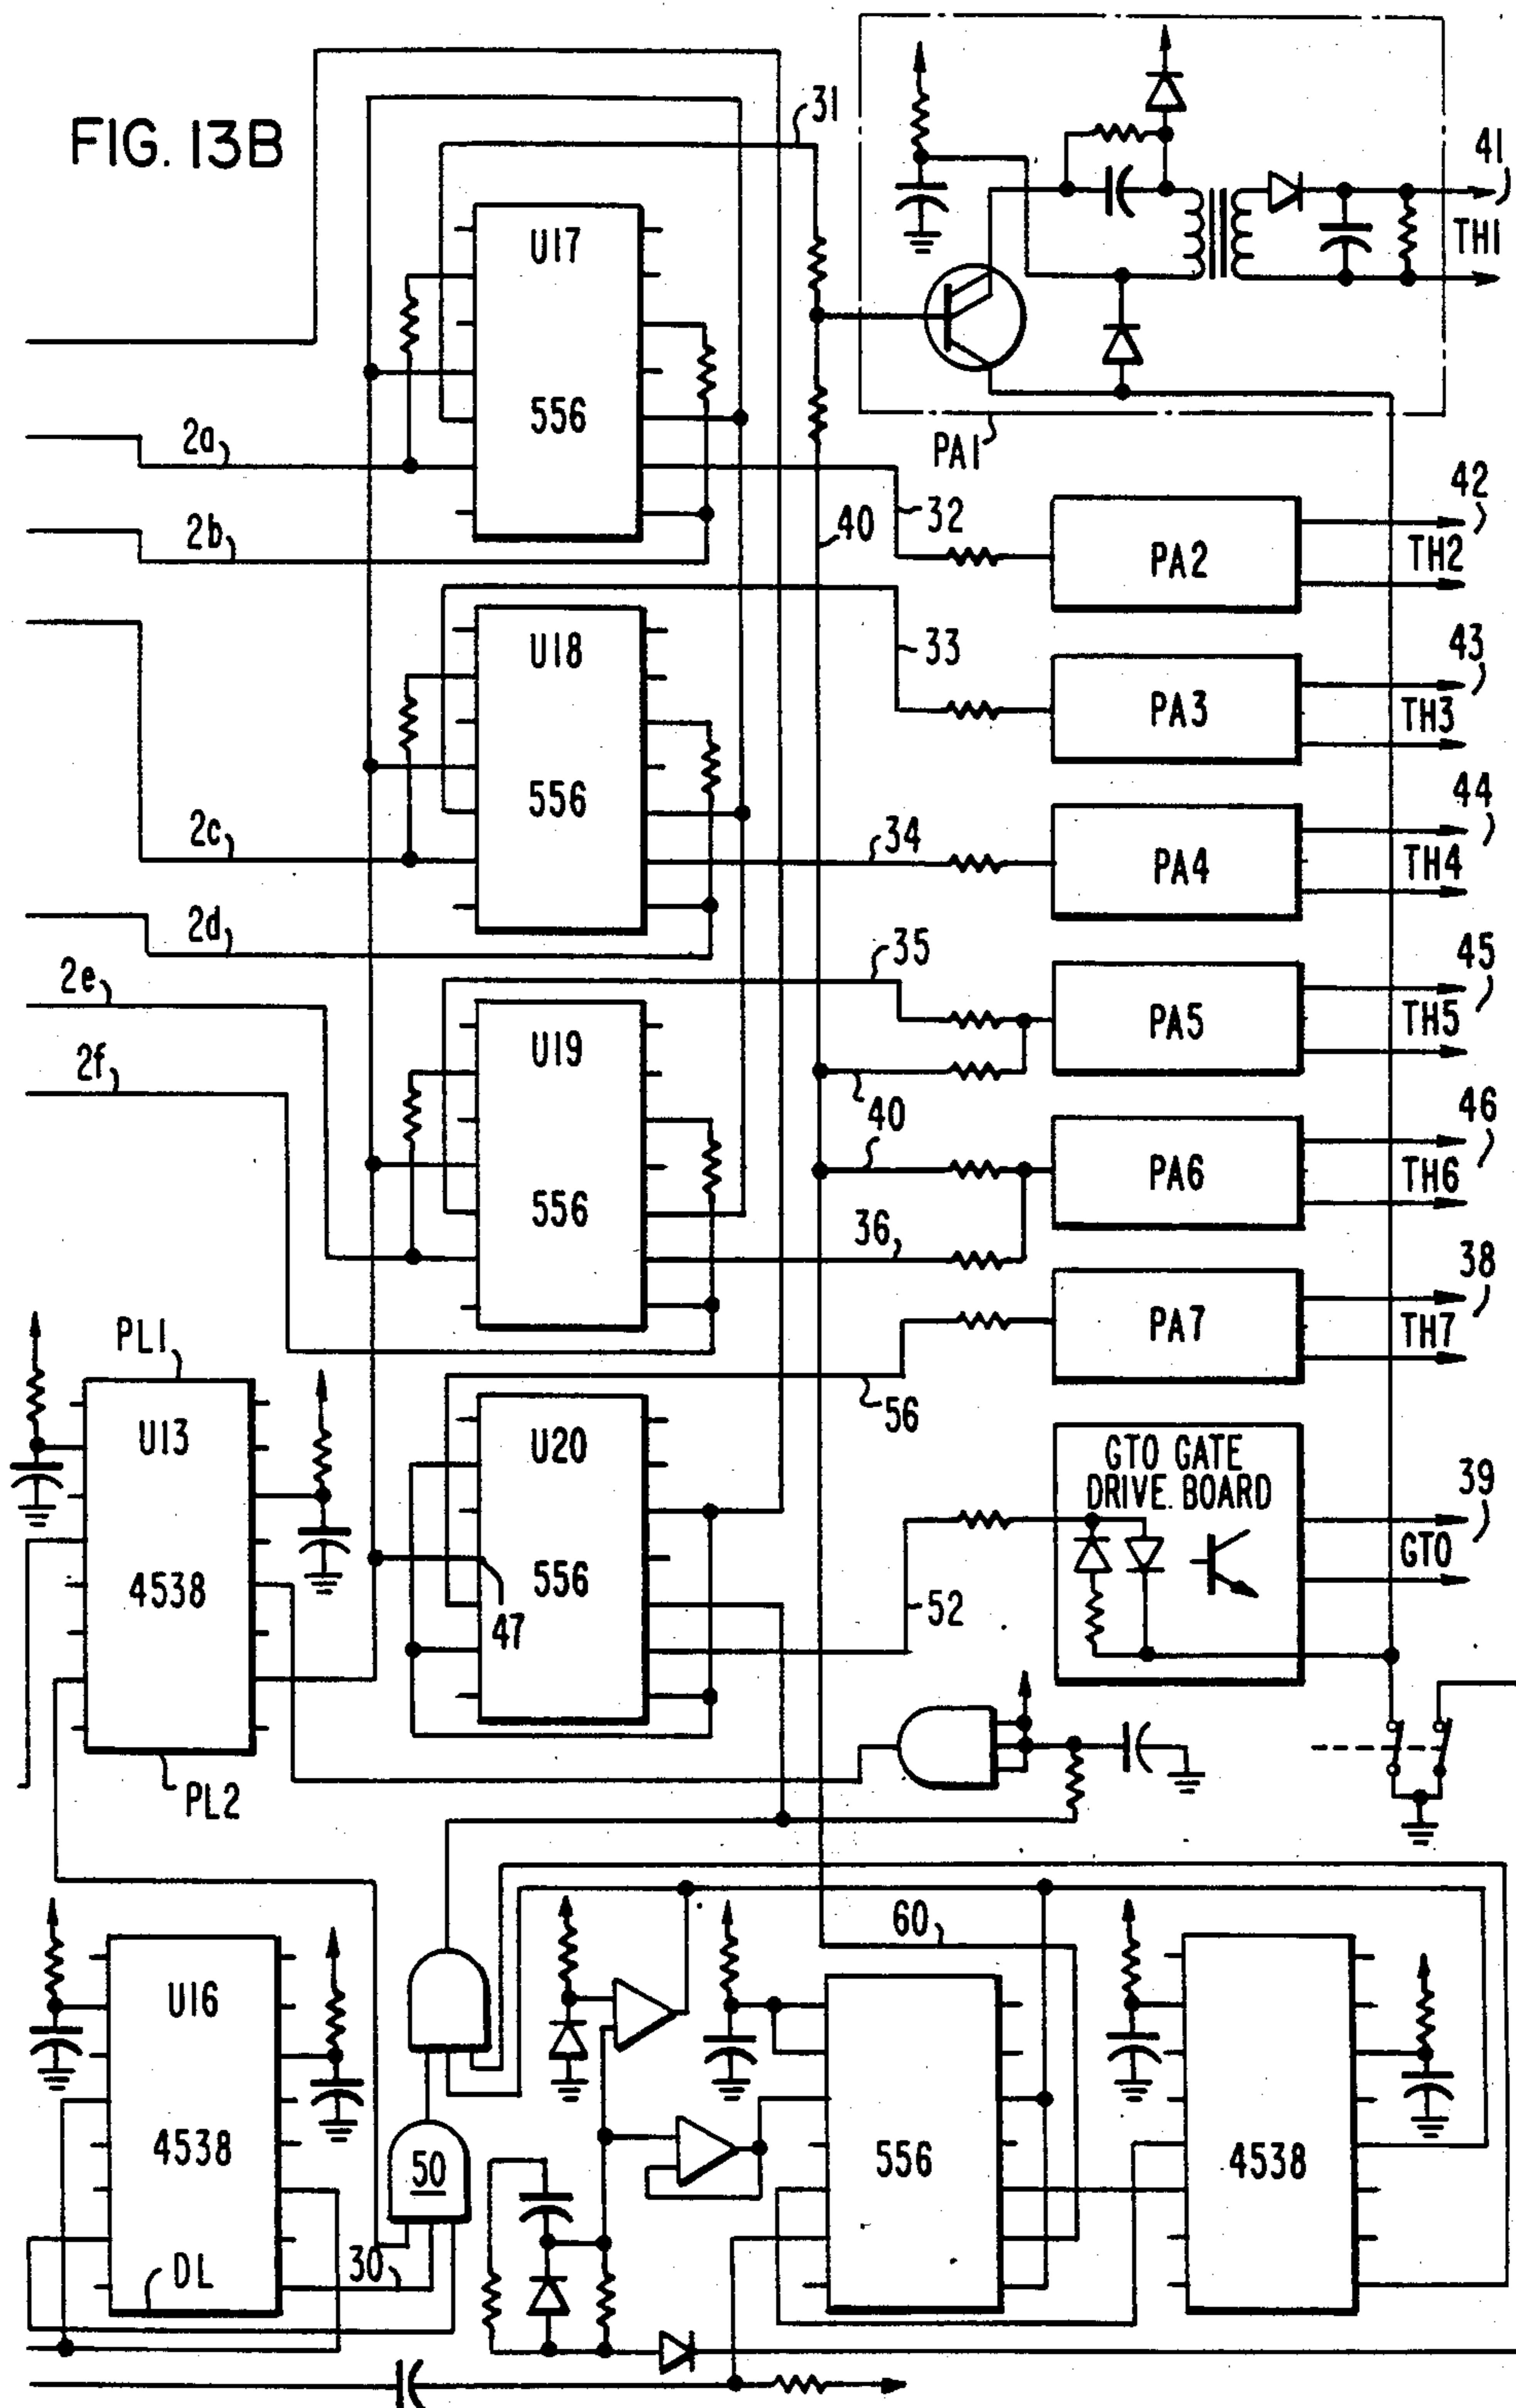 FIG. 13B
31
41
TH1
U17
556
PA1
2a
2b
32
40
42
PA2
TH2
U18
556
33
43
PA3
TH3
2c
34
44
PA4
TH4
2d
35
45
2e
PA5
TH5
U19
556
2f
40
40
46
PA6
TH6
36
38
PA7
TH7
PL1
U13
4538
56
U20
556
GTO GATE
DRIVE BOARD
39
GTO
47
52
PL2
60
U16
4538
50
556
4538
30
DL